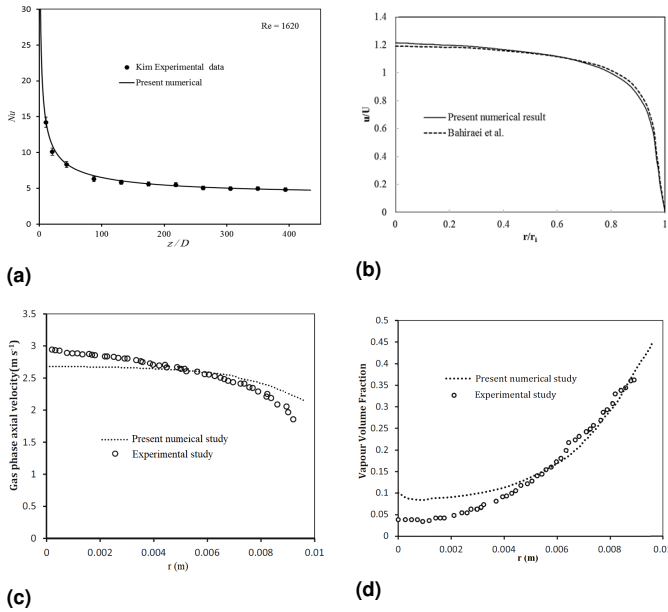 Nu
30
25
20
15
10
5
0
0 100 200 300 400
z/D
Re = 1620
Kim Experimental data
Present numerical
(a)
u/U
1.6
1.4
1.2
1
0.8
0.6
0.4
0.2
0
0 0.2 0.4 0.6 0.8 1
r/ri
Present numerical result
Bahiraei et al.
(b)
Gas phase axial velocity(m s-1)
3.5
3
2.5
2
1.5
1
0.5
0
0 0.002 0.004 0.006 0.008 0.01
r (m)
Present numeical study
Experimental study
(c)
Vapour Volume Fraction
0.5
0.45
0.4
0.35
0.3
0.25
0.2
0.15
0.1
0.05
0
0 0.002 0.004 0.006 0.008 0.01
r (m)
Present numerical study
Experimental study
(d)